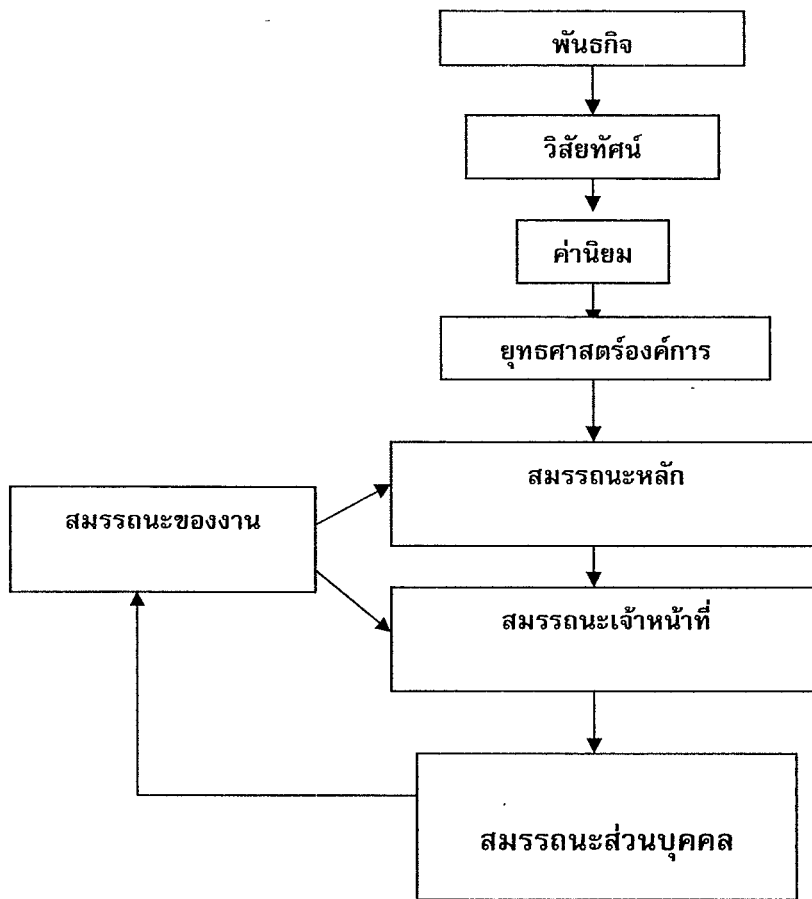 พันธกิจ
วิสัยทัศน์
ค่านิยม
ยุทธศาสตร์องค์การ
สมรรถนะหลัก
สมรรถนะของงาน
สมรรถนะเจ้าหน้าที่
สมรรถนะส่วนบุคคล